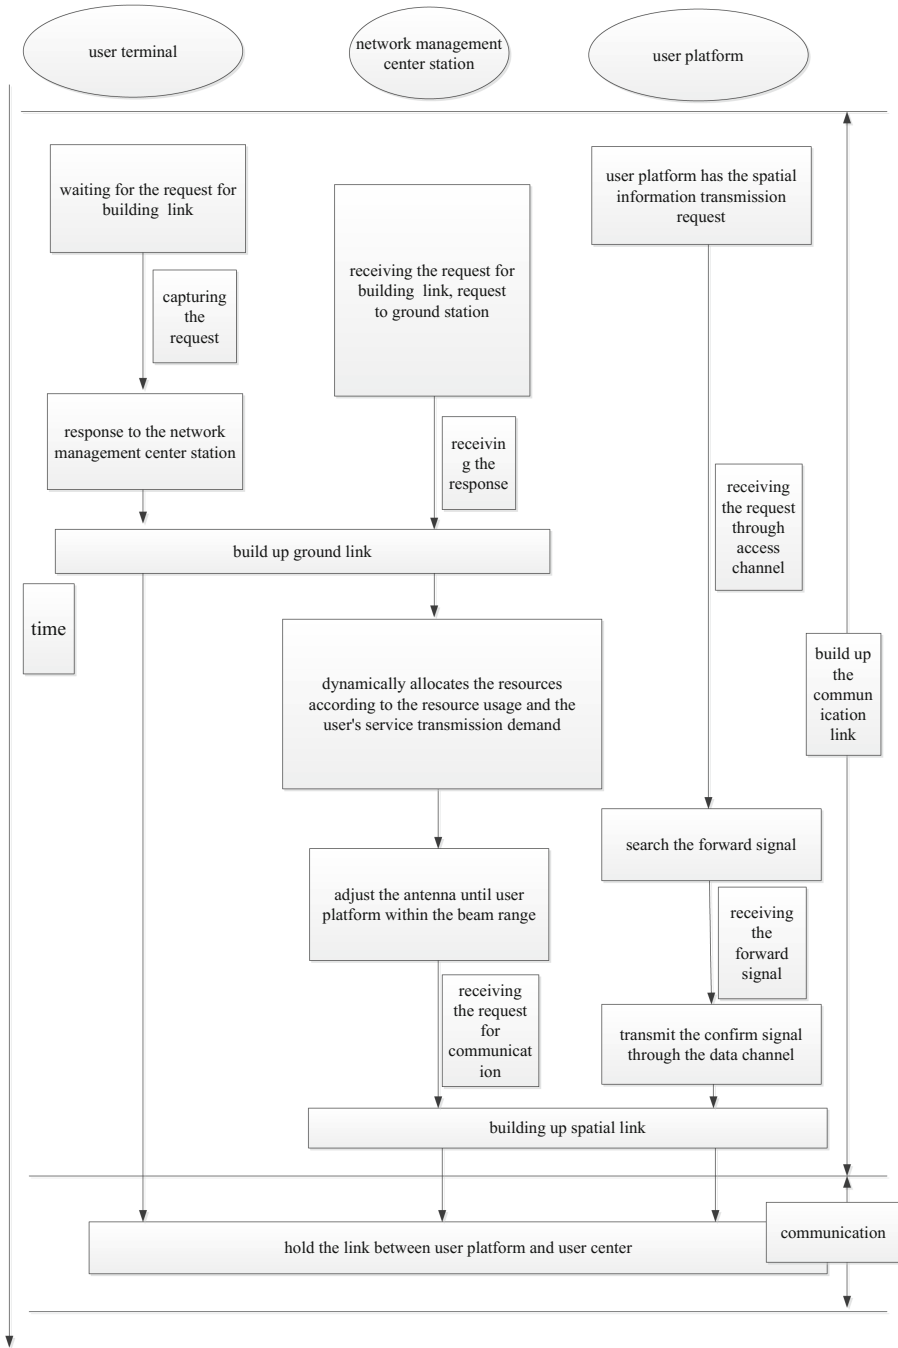 user terminal
network management
center station
user platform
waiting for the request for
building  link
user platform has the spatial
information transmission
request
receiving the request for
building  link, request
to ground station
capturing
the
request
response to the network
management center station
receivin
g the
response
receiving
the request
through
access
channel
build up ground link
time
build up
the
commun
ication
link
dynamically allocates the resources
according to the resource usage and the
user's service transmission demand
search the forward signal
adjust the antenna until user
platform within the beam range
receiving
the
forward
signal
receiving
the request
for
communicat
ion
transmit the confirm signal
through the data channel
building up spatial link
communication
hold the link between user platform and user center